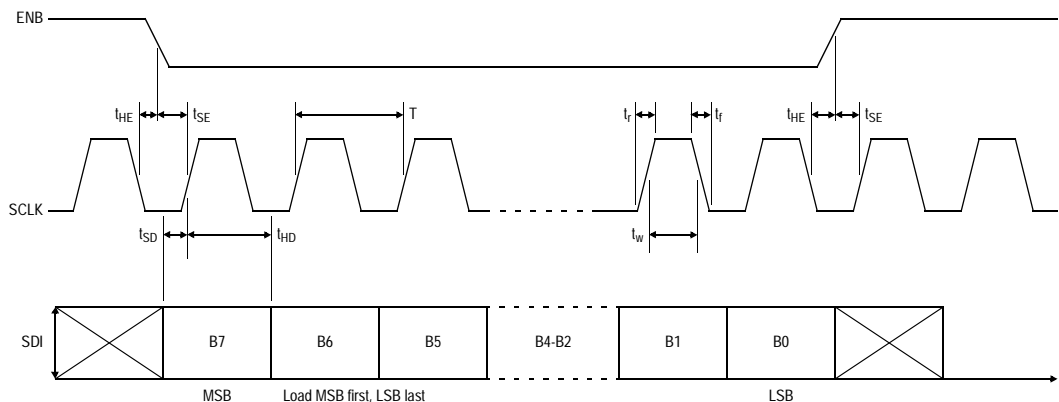 ENB
tHE tSE T tr tf tHE tSE
SCLK
tSD tHD tw
SDI B7 B6 B5 B4-B2 B1 B0
MSB Load MSB first, LSB last LSB